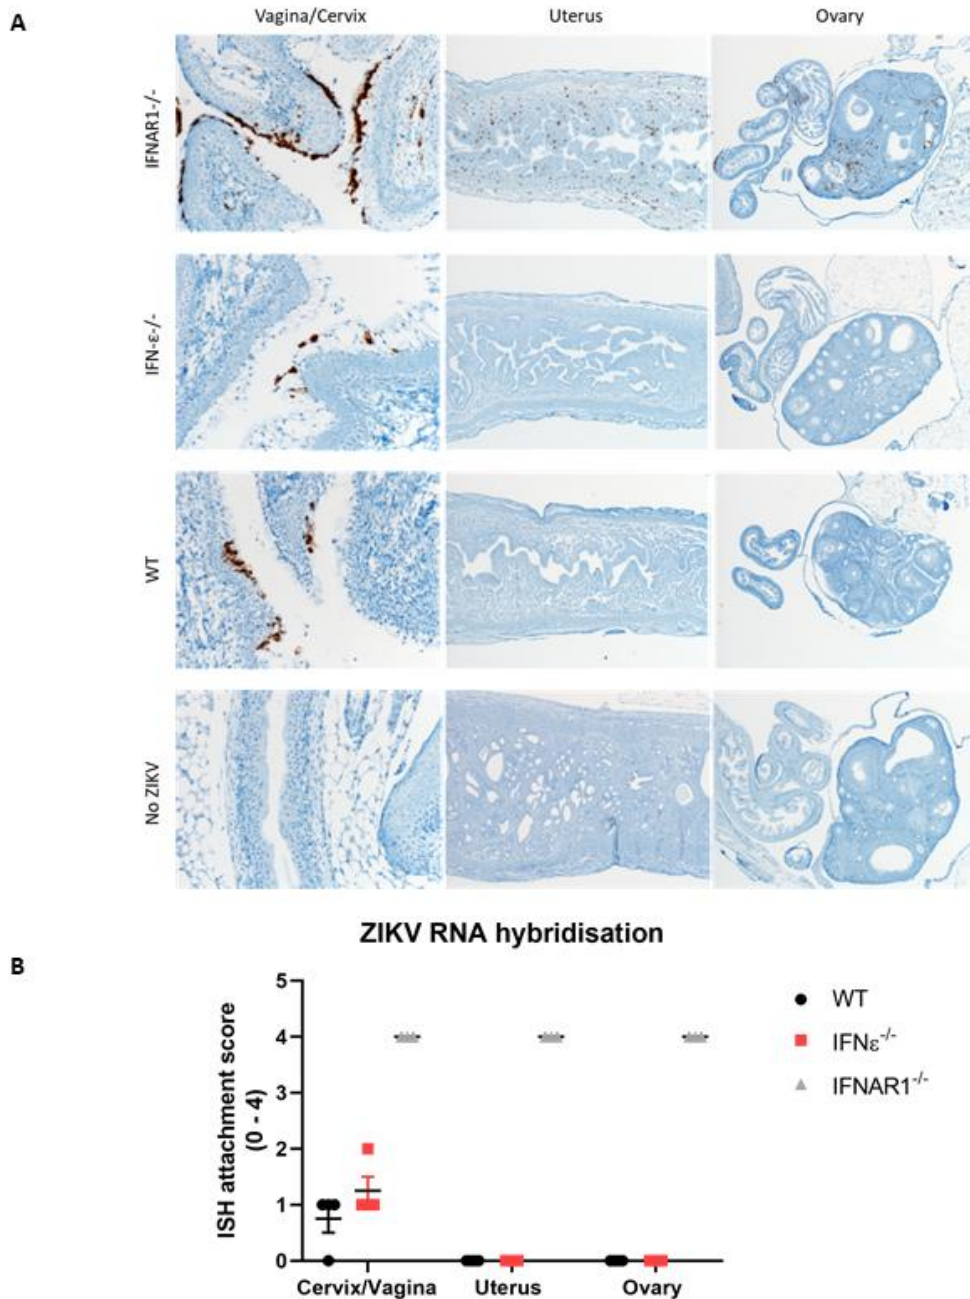 A
Vagina/Cervix Uterus Ovary
IFNAR1-/-
IFN-ε-/-
WT
No ZIKV
ZIKV RNA hybridisation
B
ISH attachment score
(0 - 4)
5
4
3
2
1
0
Cervix/Vagina Uterus Ovary
WT
IFNε-/-
IFNAR1-/-